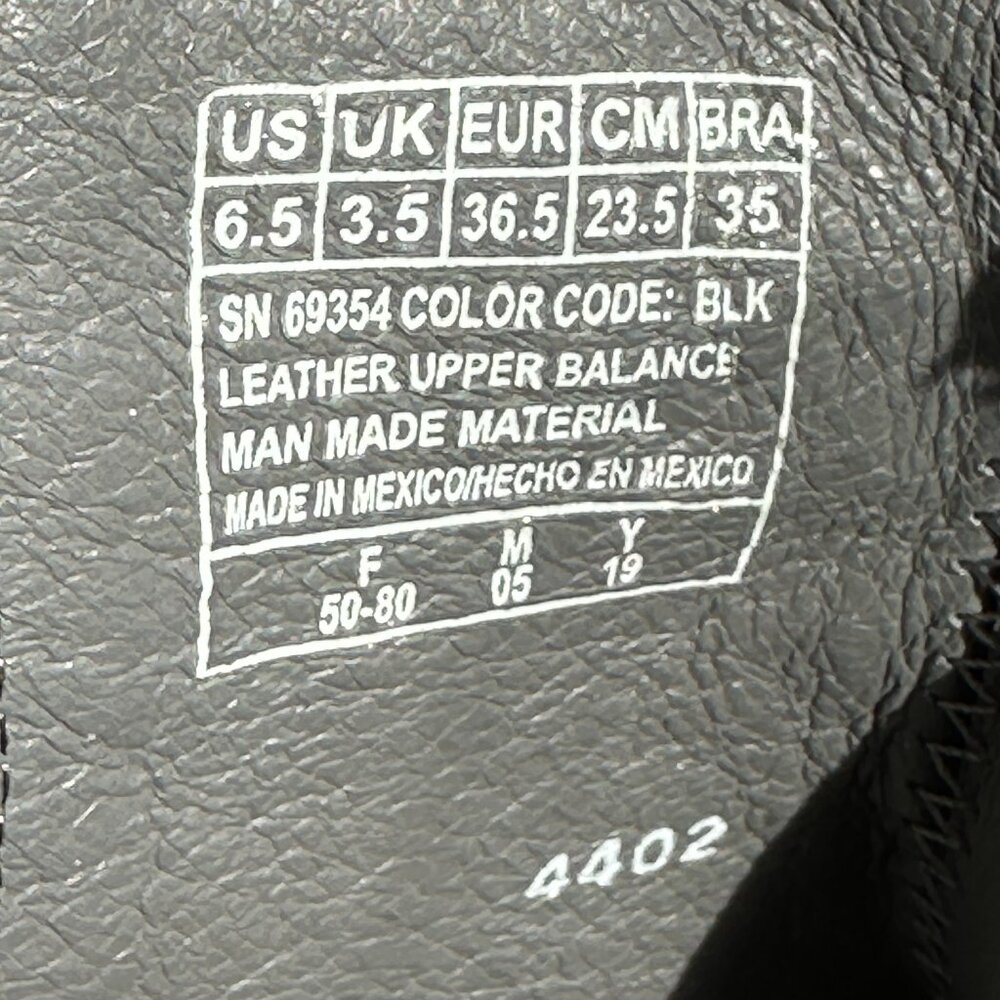 US UK EUR CM BRA
6.5 3.5 36.5 23.5 35
SN 69354 COLOR CODE: BLK
LEATHER UPPER BALANCE
MAN MADE MATERIAL
MADE IN MEXICO/HECHO EN MEXICO
F M Y
50-80 05 19
4402